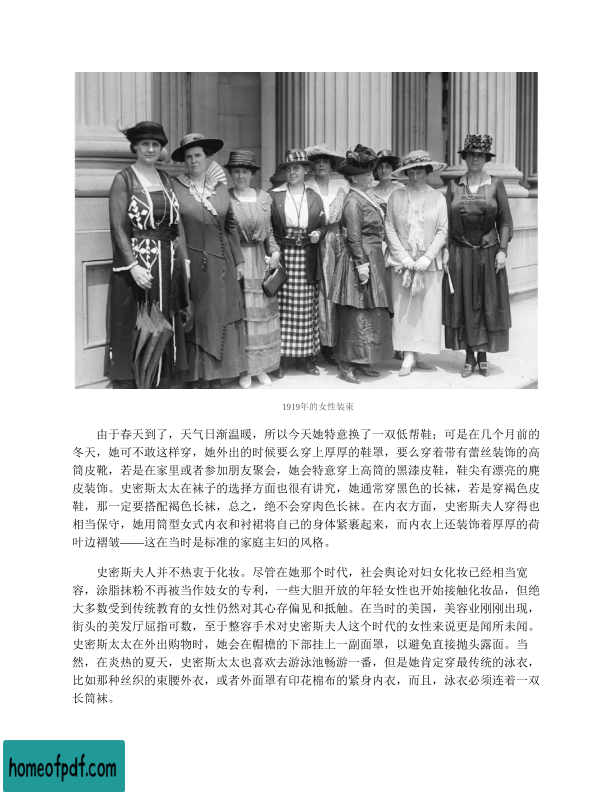 1919年的女性装束
由于春天到了，天气日渐温暖，所以今天她特意换了一双低帮鞋；可是在几个月前的
冬天，她可不敢这样穿，她外出的时候要么穿上厚厚的鞋罩，要么穿着带有蕾丝装饰的高
筒皮靴，若是在家里或者参加朋友聚会，她会特意穿上高筒的黑漆皮鞋，鞋尖有漂亮的麂
皮装饰。史密斯太太在袜子的选择方面也很有讲究，她通常穿黑色的长袜，若是穿褐色皮
鞋，那一定要搭配褐色长袜，总之，绝不会穿肉色长袜。在内衣方面，史密斯夫人穿得也
相当保守，她用筒型女式内衣和衬裙将自己的身体紧裹起来，而内衣上还装饰着厚厚的荷
叶边褶皱——这在当时是标准的家庭主妇的风格。
史密斯夫人并不热衷于化妆。尽管在她那个时代，社会舆论对妇女化妆已经相当宽
容，涂脂抹粉不再被当作妓女的专利，一些大胆开放的年轻女性也开始接触化妆品，但绝
大多数受到传统教育的女性仍然对其心存偏见和抵触。在当时的美国，美容业刚刚出现，
街头的美发厅屈指可数，至于整容手术对史密斯夫人这个时代的女性来说更是闻所未闻。
史密斯太太在外出购物时，她会在帽檐的下部挂上一副面罩，以避免直接抛头露面。当
然，在炎热的夏天，史密斯太太也喜欢去游泳池畅游一番，但是她肯定穿最传统的泳衣，
比如那种丝织的束腰外衣，或者外面罩有印花棉布的紧身内衣，而且，泳衣必须连着一双
长筒袜。
homeofpdf.com